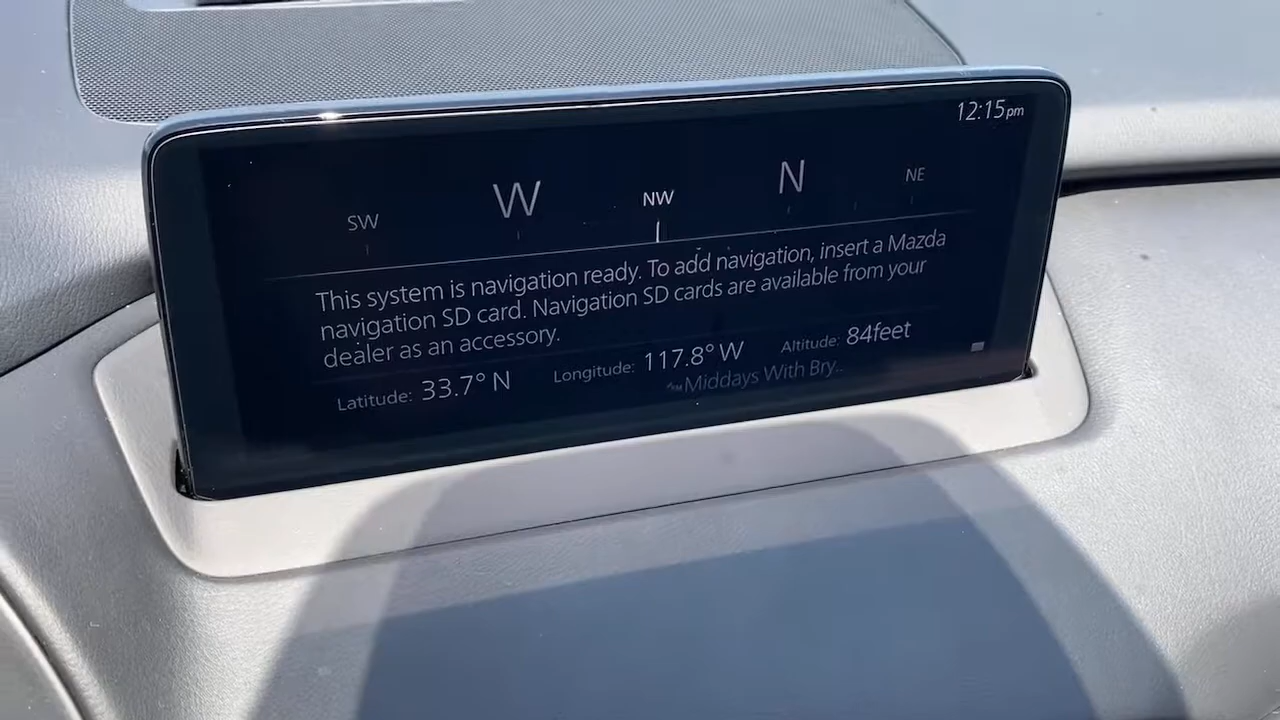 12:15pm
SW W NW N NE
This system is navigation ready. To add navigation, insert a Mazda
navigation SD card. Navigation SD cards are available from your
dealer as an accessory.
Latitude: 33.7° N Longitude: 117.8° W Altitude: 84feet
Middays With Bry..